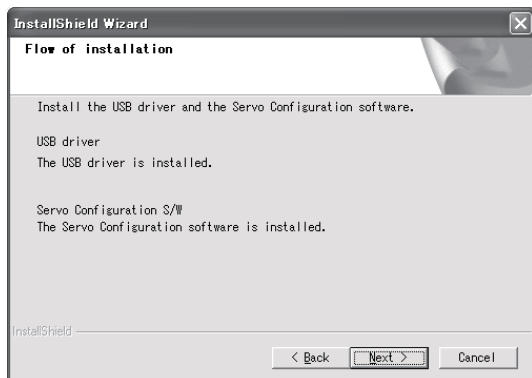 InstallShield Wizard
Flow of installation
Install the USB driver and the Servo Configuration software.
USB driver
The USB driver is installed.
Servo Configuration S/W
The Servo Configuration software is installed.
InstallShield
< Back Next > Cancel